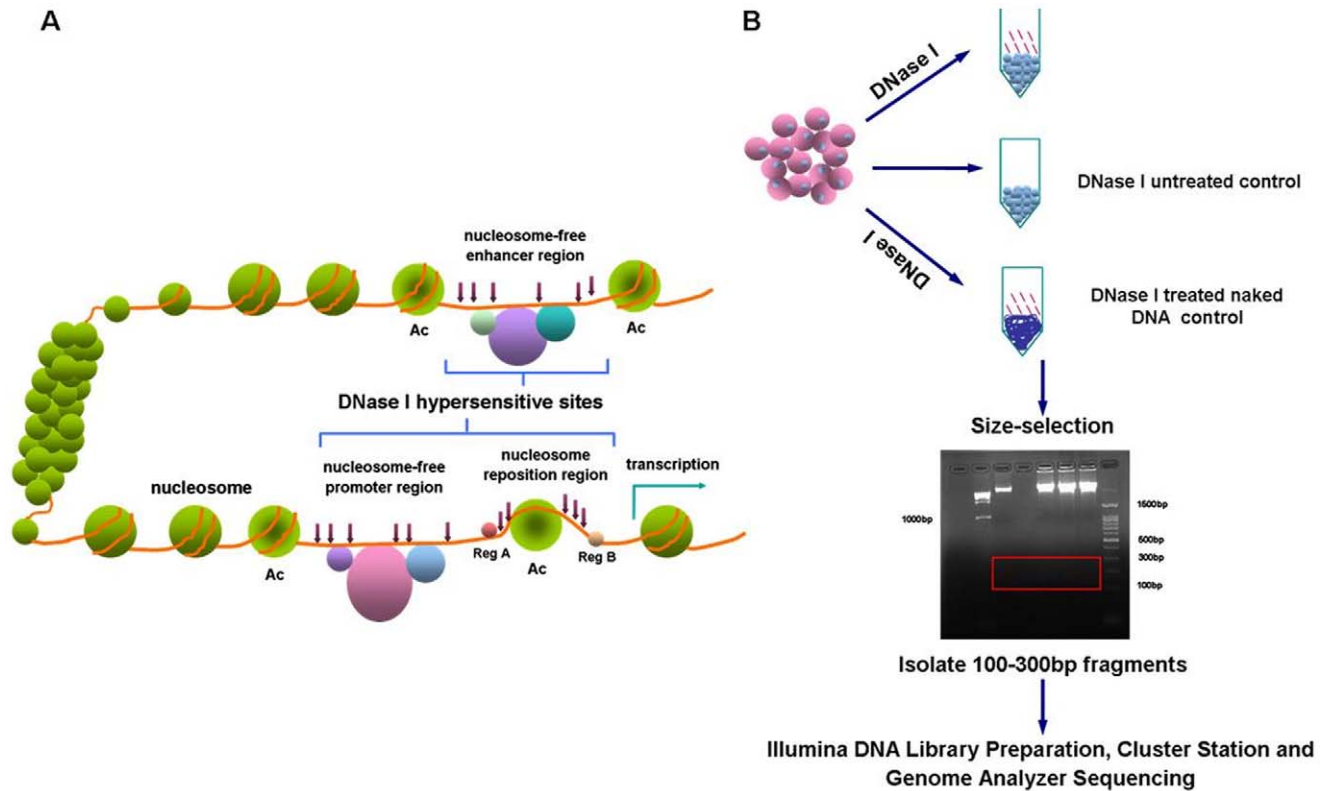 A
nucleosome-free
enhancer region
Ac
Ac
DNase I hypersensitive sites
nucleosome-free
promoter region
nucleosome
reposition region
transcription
nucleosome
Ac
Reg A
Ac
Reg B
B
DNase I
DNase I untreated control
DNase I
DNase I treated naked
DNA control
Size-selection
1000bp
1500bp
500bp
300bp
100bp
Isolate 100-300bp fragments
Illumina DNA Library Preparation, Cluster Station and
Genome Analyzer Sequencing